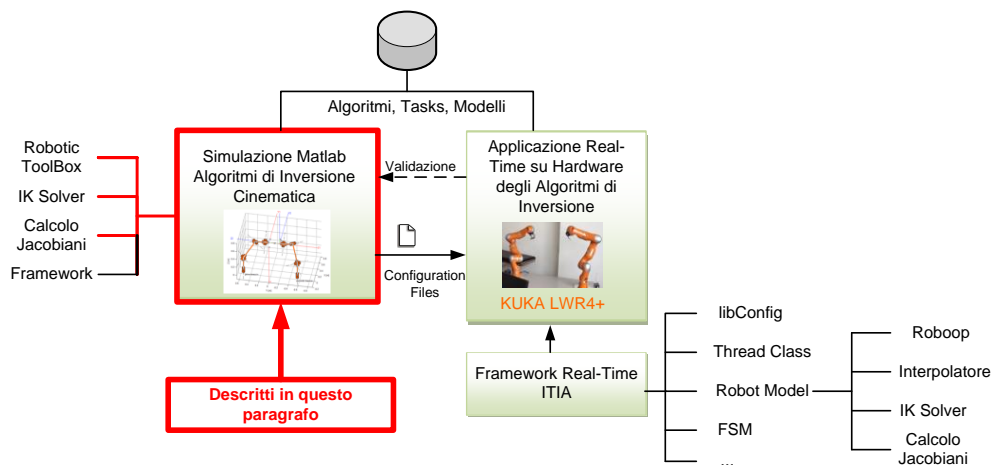 Algoritmi, Tasks, Modelli
Robotic
ToolBox
IK Solver
Calcolo
Jacobiani
Framework
Simulazione Matlab
Algoritmi di Inversione
Cinematica
Validazione
Configuration
Files
Applicazione Real-
Time su Hardware
degli Algoritmi di
Inversione
KUKA LWR4+
Descritti in questo
paragrafo
Framework Real-Time
ITIA
libConfig
Thread Class
Robot Model
FSM
...
Roboop
Interpolatore
IK Solver
Calcolo
Jacobiani